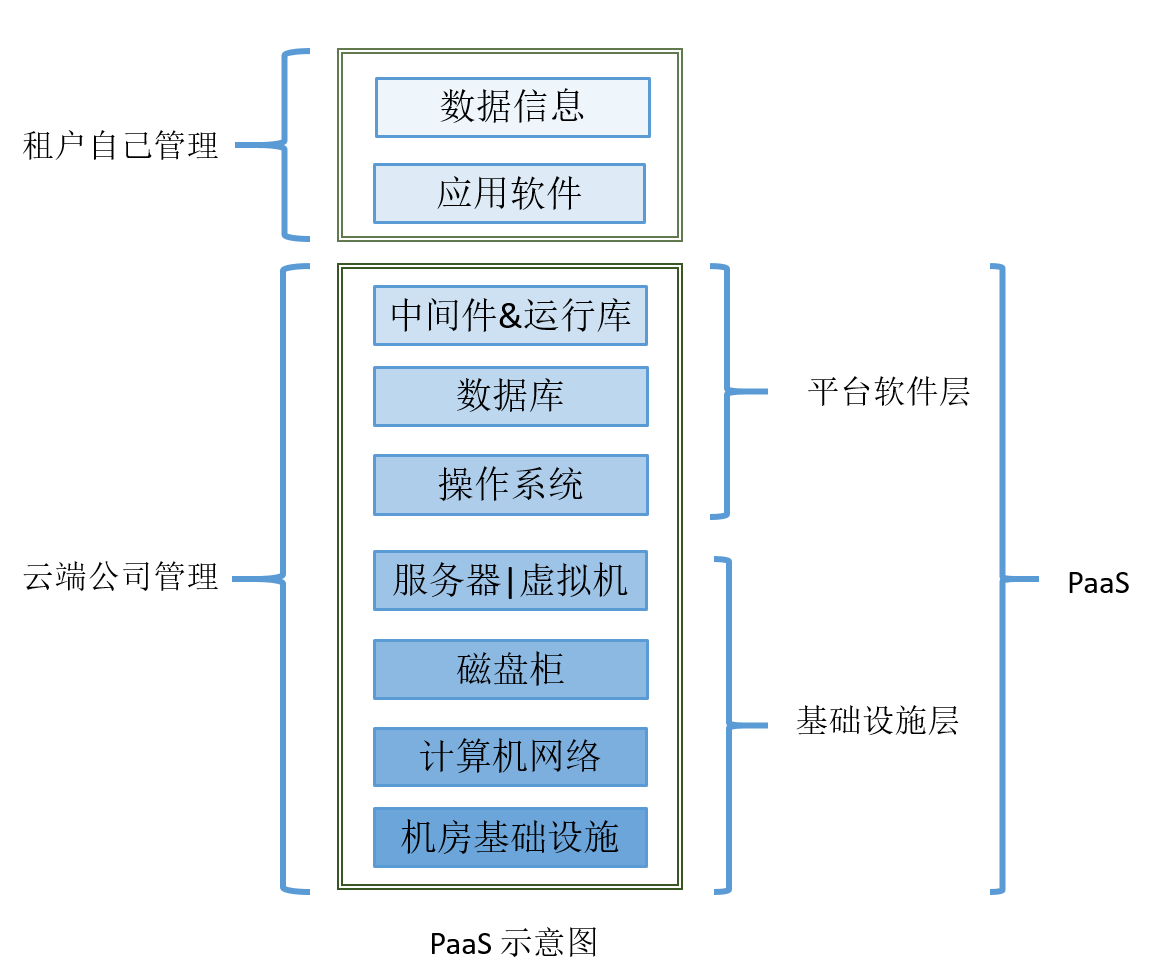 数据信息
租户自己管理
应用软件
中间件&运行库
数据库
平台软件层
操作系统
云端公司管理
服务器|虚拟机
PaaS
磁盘柜
基础设施层
计算机网络
机房基础设施
PaaS 示意图